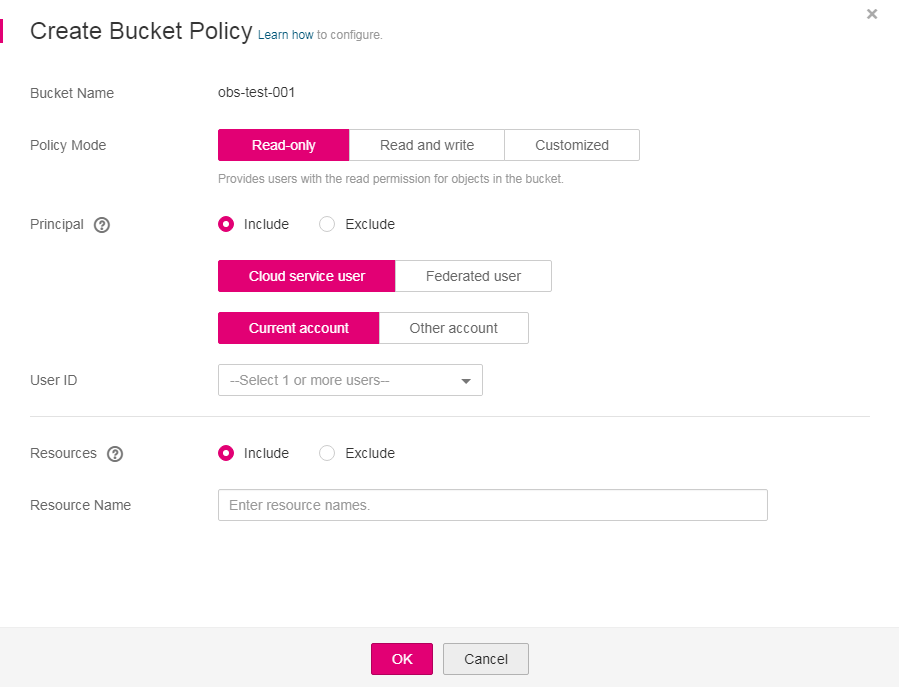 Create Bucket Policy Learn how to configure.
Bucket Name obs-test-001
Policy Mode Read-only Read and write Customized
Provides users with the read permission for objects in the bucket.
Principal ? Include Exclude
Cloud service user Federated user
Current account Other account
User ID --Select 1 or more users--
Resources ? Include Exclude
Resource Name Enter resource names.
OK Cancel